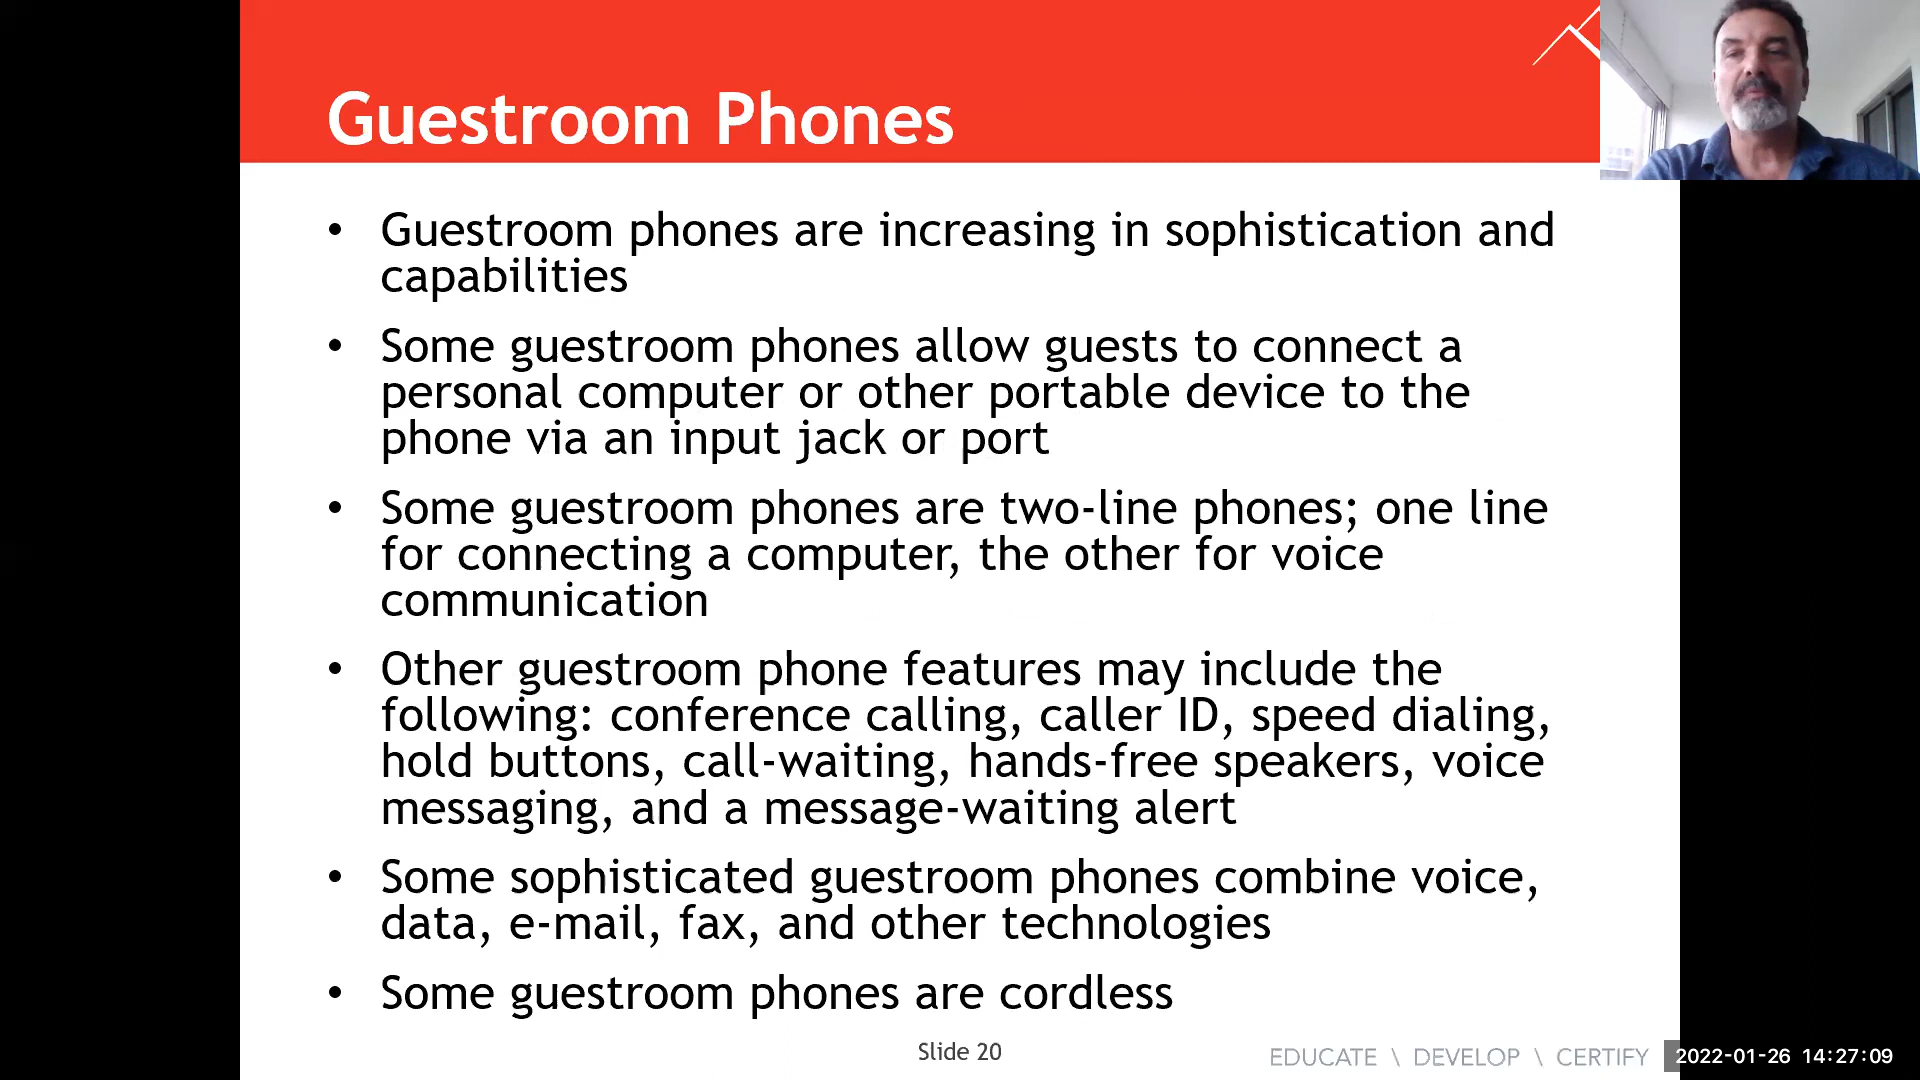 Guestroom Phones
• Guestroom phones are increasing in sophistication and
capabilities
• Some guestroom phones allow guests to connect a
personal computer or other portable device to the
phone via an input jack or port
• Some guestroom phones are two-line phones; one line
for connecting a computer, the other for voice
communication
• Other guestroom phone features may include the
following: conference calling, caller ID, speed dialing,
hold buttons, call-waiting, hands-free speakers, voice
messaging, and a message-waiting alert
• Some sophisticated guestroom phones combine voice,
data, e-mail, fax, and other technologies
• Some guestroom phones are cordless
Slide 20
EDUCATE \ DEVELOP \ CERTIFY
2022-01-26 14:27:09